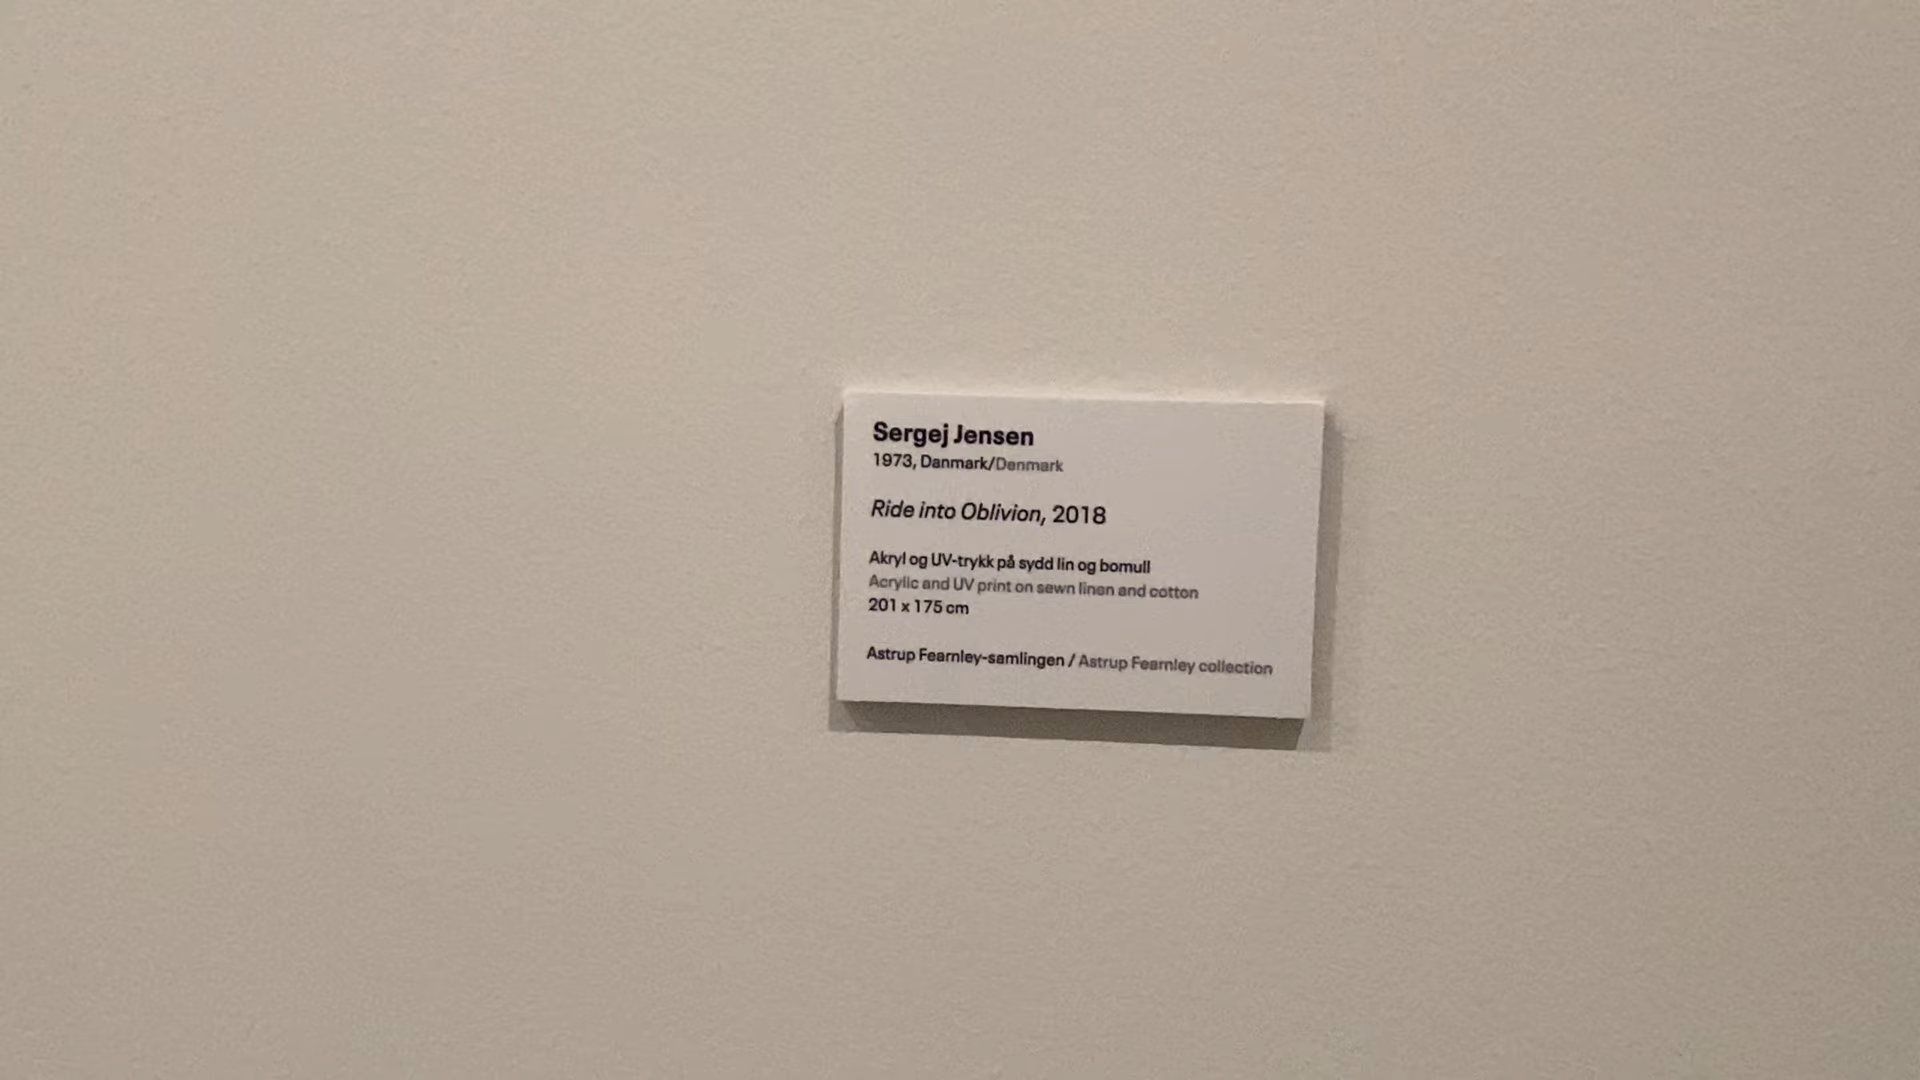 Sergej Jensen
1973, Danmark/Denmark
Ride into Oblivion, 2018
Akryl og UV-trykk på sydd lin og bomull
Acrylic and UV print on sewn linen and cotton
201 x 175 cm
Astrup Fearnley-samlingen / Astrup Fearnley collection